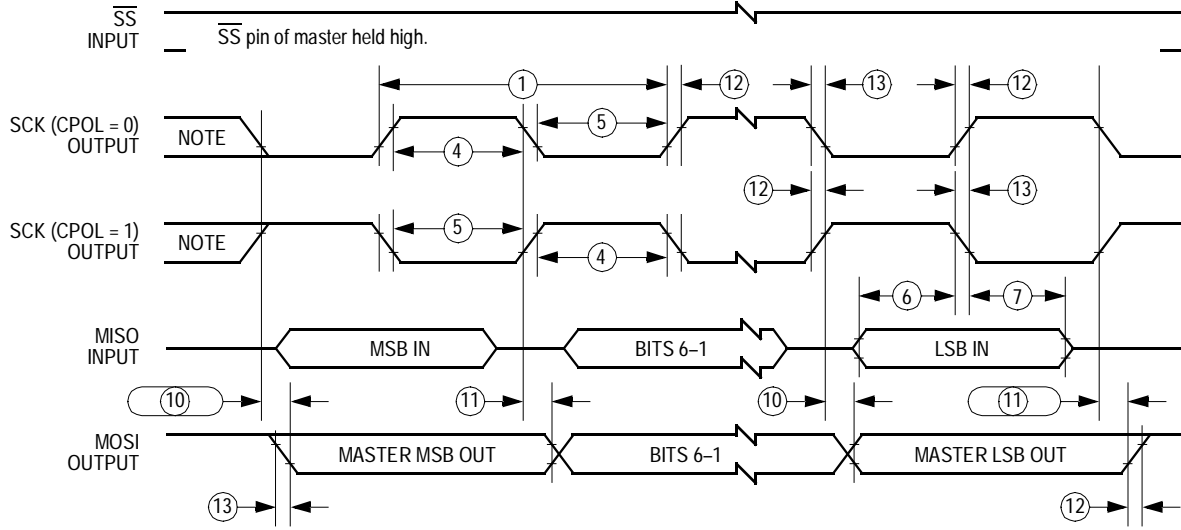 SS
INPUT
SS pin of master held high.
1
12
13
12
SCK (CPOL = 0)
OUTPUT
NOTE
5
4
12
13
SCK (CPOL = 1)
OUTPUT
NOTE
5
4
6
7
MISO
INPUT
MSB IN
BITS 6–1
LSB IN
10
11
10
11
MOSI
OUTPUT
MASTER MSB OUT
BITS 6–1
MASTER LSB OUT
13
12